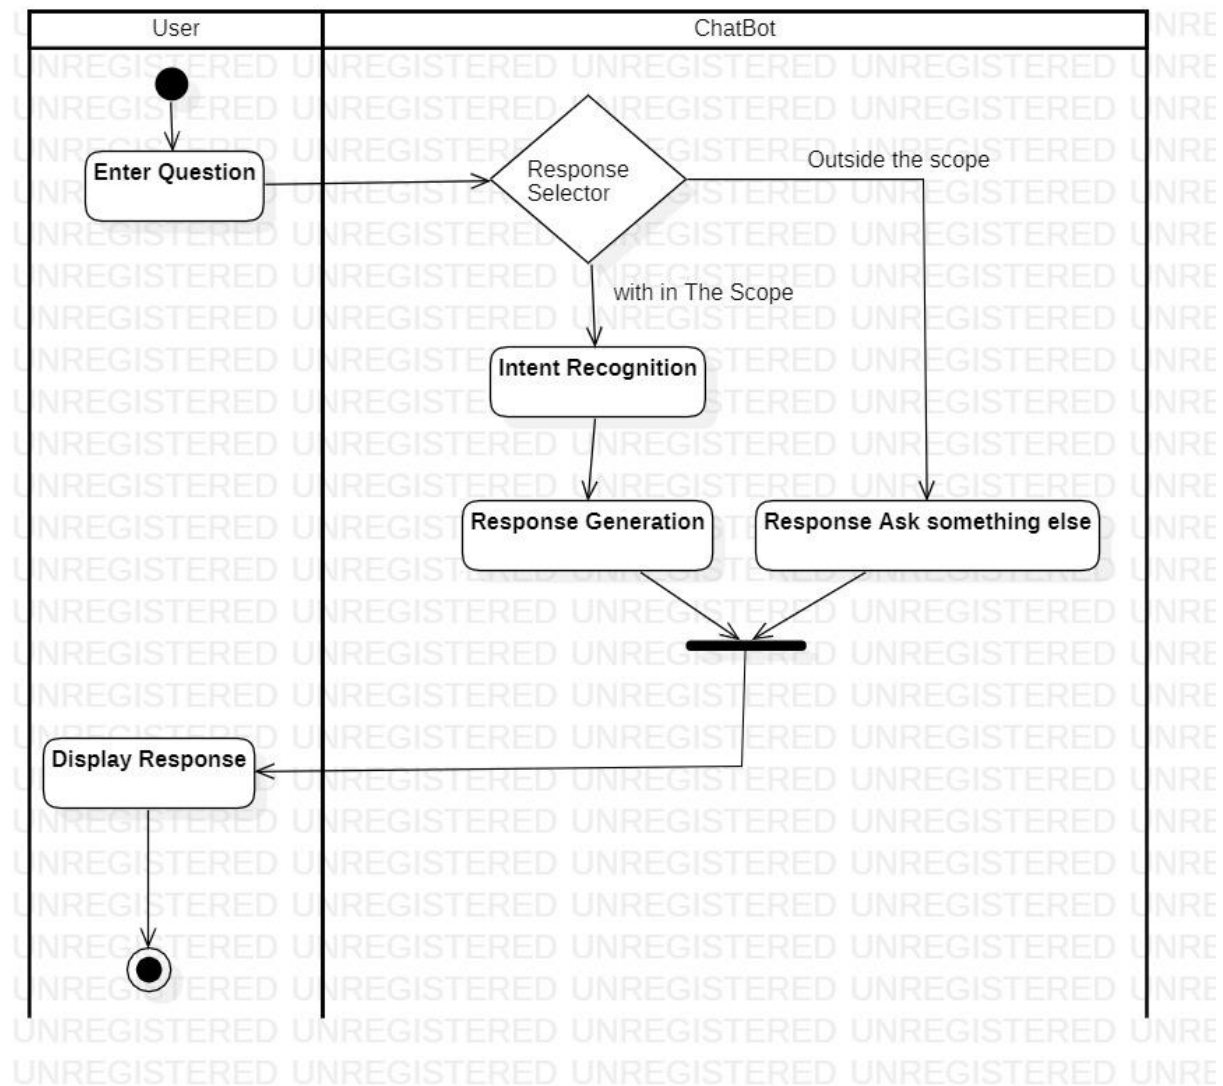 User
ChatBot
Enter Question
Response
Selector
Outside the scope
with in The Scope
Intent Recognition
Response Generation
Response Ask something else
Display Response
UNREGISTERED UNREGISTERED UNREGISTERED UNREGISTERED UNRE